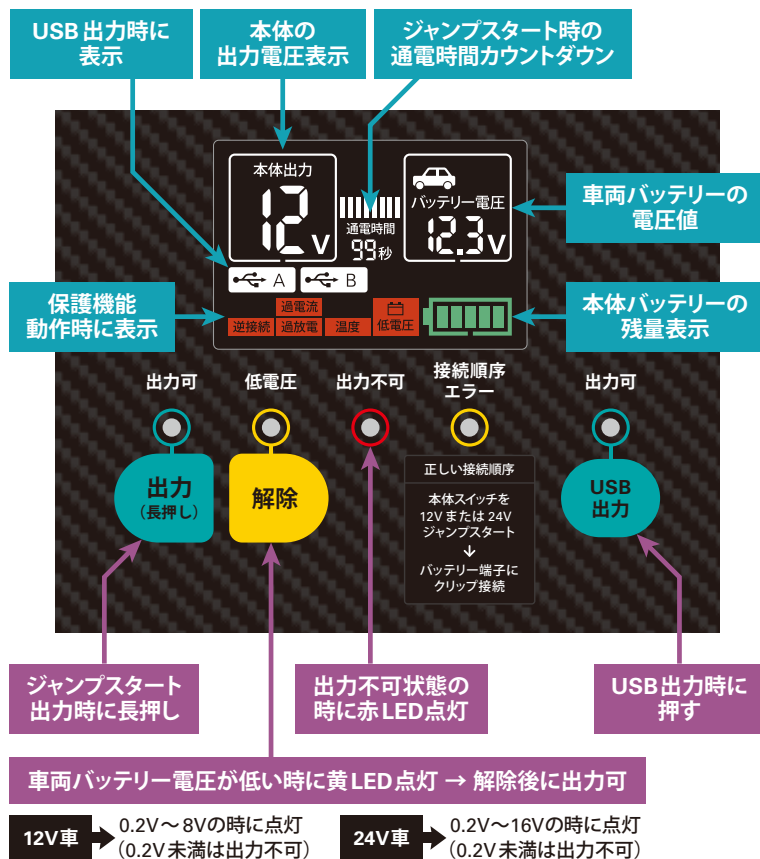 USB出力時に
表示
本体の
出力電圧表示
ジャンプスタート時の
通電時間カウントダウン
本体出力
12V
通電時間
99秒
バッテリー電圧
12.3V
車両バッテリーの
電圧値
A
B
保護機能
動作時に表示
過電流
逆接続
過放電
温度
低電圧
本体バッテリーの
残量表示
出力可
低電圧
出力不可
接続順序
エラー
出力可
出力
(長押し)
解除
正しい接続順序
本体スイッチを
12Vまたは24V
ジャンプスタート
↓
バッテリー端子に
クリップ接続
USB
出力
ジャンプスタート
出力時に長押し
出力不可状態の
時に赤LED点灯
USB出力時に
押す
車両バッテリー電圧が低い時に黄LED点灯 → 解除後に出力可
12V車
0.2V～8Vの時に点灯
(0.2V未満は出力不可)
24V車
0.2V～16Vの時に点灯
(0.2V未満は出力不可)